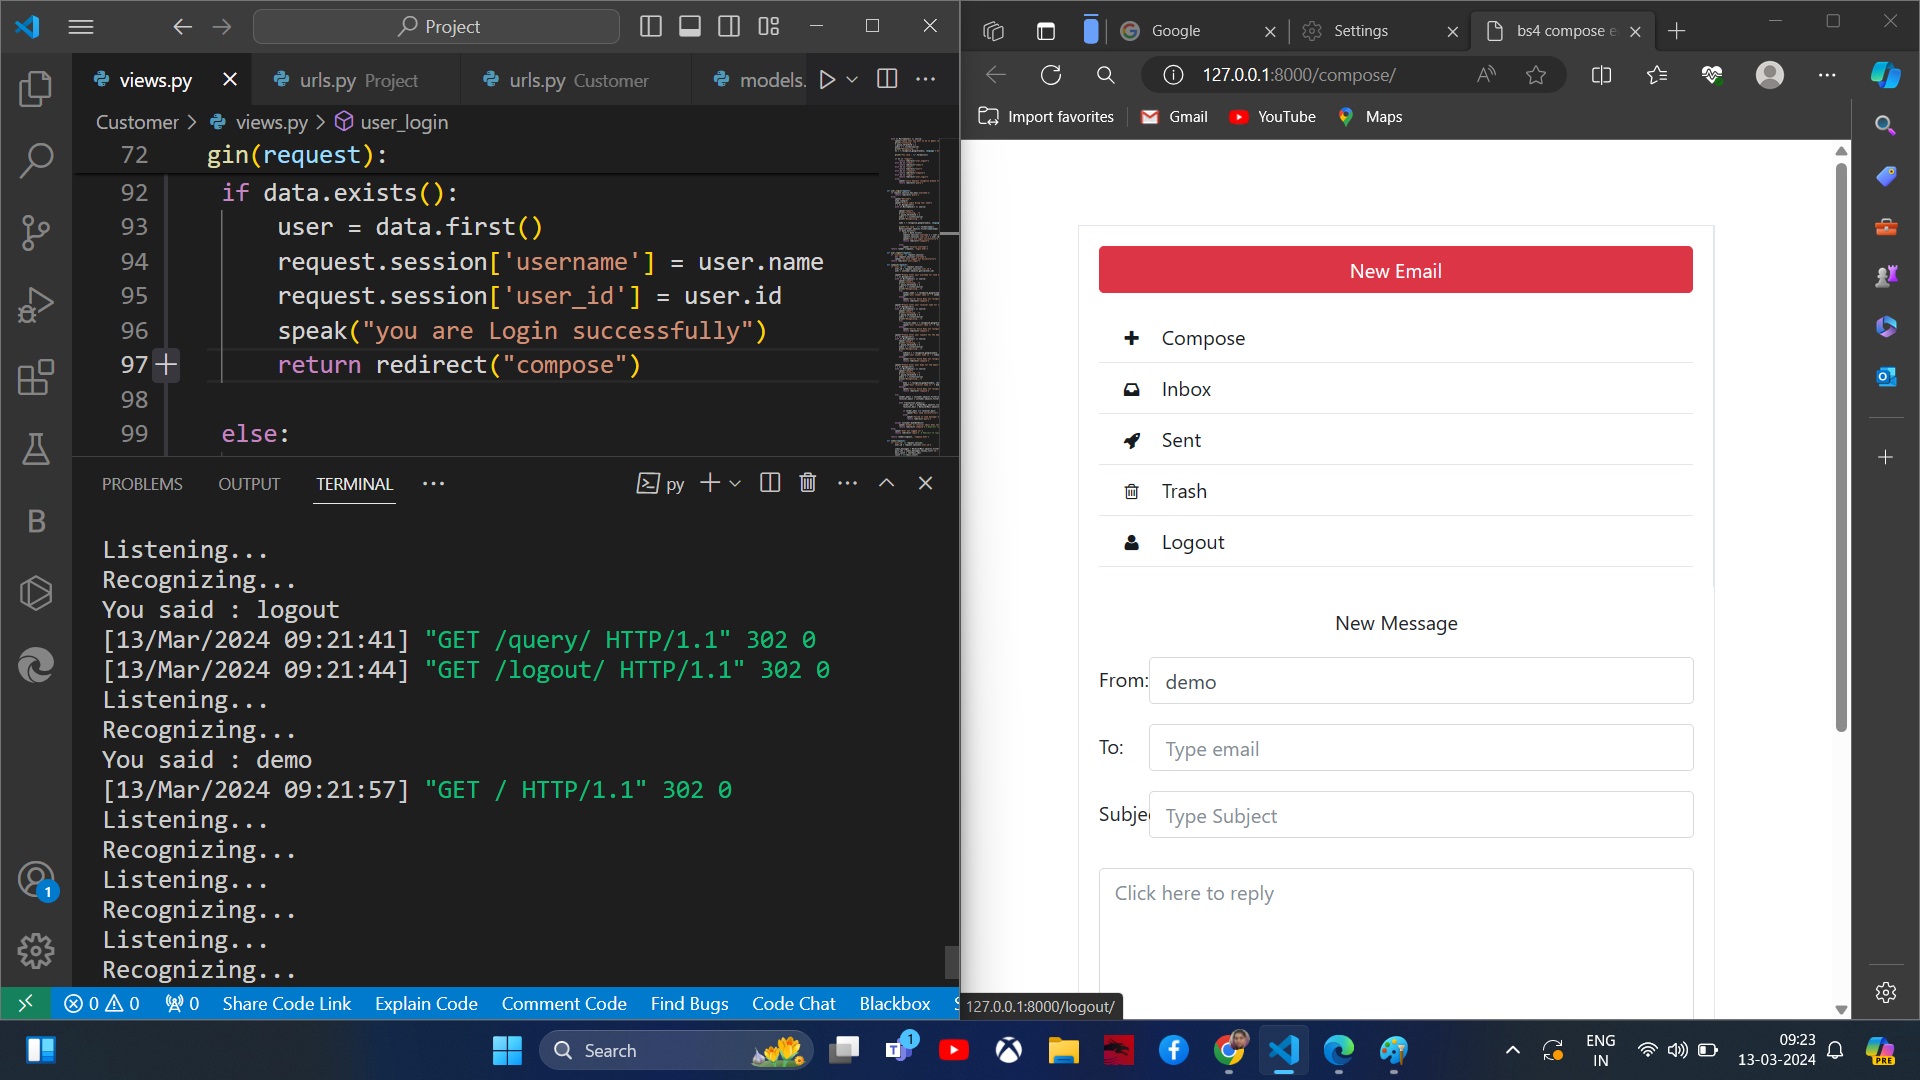 Project
views.py
urls.py Project
urls.py Customer
models.
Customer > views.py > user_login
72 gin(request):
92 if data.exists():
93 user = data.first()
94 request.session['username'] = user.name
95 request.session['user_id'] = user.id
96 speak("you are Login successfully")
97 return redirect("compose")
98
99 else:
PROBLEMS OUTPUT TERMINAL
py
Listening...
Recognizing...
You said : logout
[13/Mar/2024 09:21:41] "GET /query/ HTTP/1.1" 302 0
[13/Mar/2024 09:21:44] "GET /logout/ HTTP/1.1" 302 0
Listening...
Recognizing...
You said : demo
[13/Mar/2024 09:21:57] "GET / HTTP/1.1" 302 0
Listening...
Recognizing...
Listening...
Recognizing...
Listening...
Recognizing...
B
1
0 0 0 Share Code Link Explain Code Comment Code Find Bugs Code Chat Blackbox
Google
Settings
bs4 compose e
127.0.0.1:8000/compose/
Import favorites Gmail YouTube Maps
New Email
Compose
Inbox
Sent
Trash
Logout
New Message
From: demo
To: Type email
Subje Type Subject
Click here to reply
127.0.0.1:8000/logout/
Search
1
ENG
IN
09:23
13-03-2024
PRE